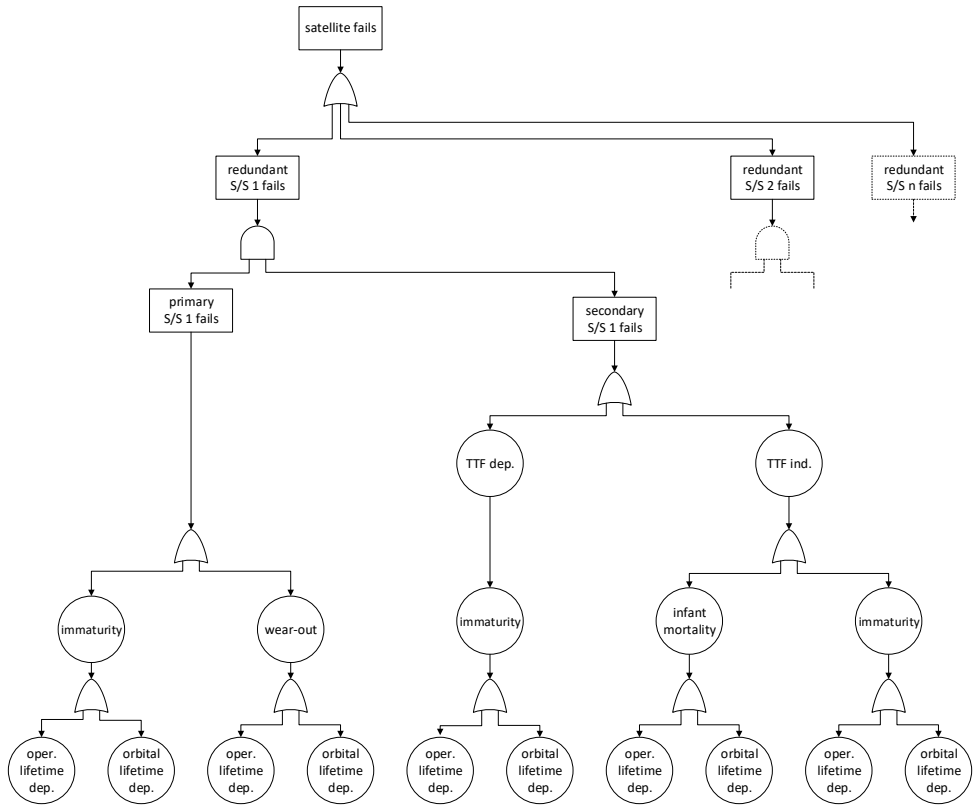 satellite fails
redundant
S/S 1 fails
redundant
S/S 2 fails
redundant
S/S n fails
primary
S/S 1 fails
secondary
S/S 1 fails
TTF dep.
TTF ind.
immaturity
wear-out
immaturity
infant
mortality
immaturity
oper.
lifetime
dep.
orbital
lifetime
dep.
oper.
lifetime
dep.
orbital
lifetime
dep.
oper.
lifetime
dep.
orbital
lifetime
dep.
oper.
lifetime
dep.
orbital
lifetime
dep.
oper.
lifetime
dep.
orbital
lifetime
dep.